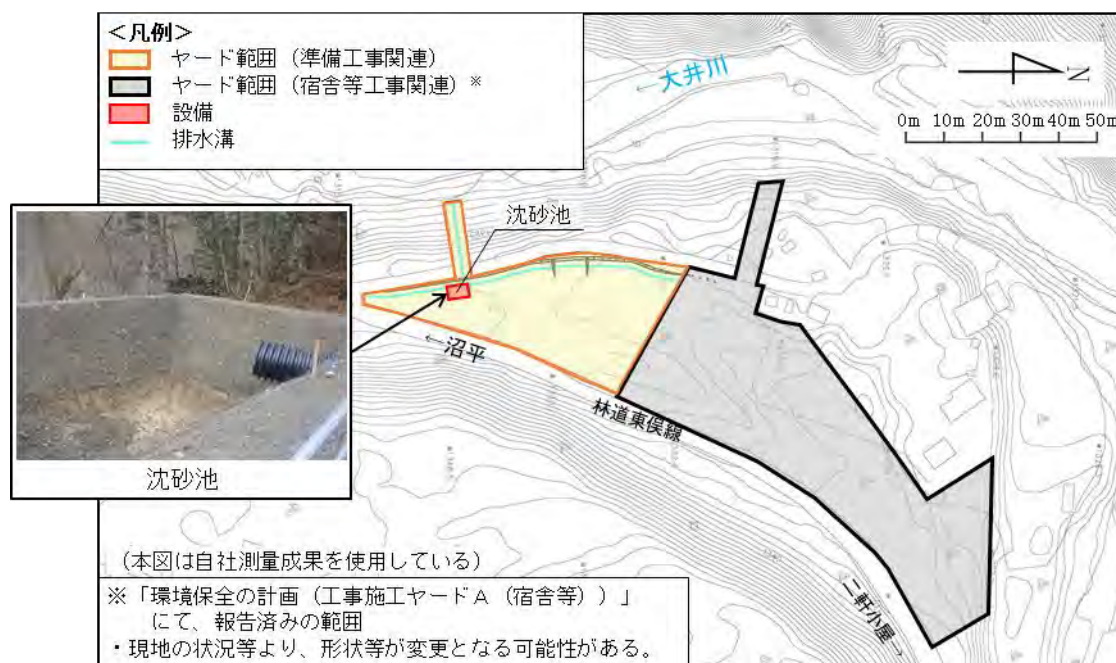 <凡例>
ヤード範囲（準備工事関連）
ヤード範囲（宿舎等工事関連）※
設備
排水溝
←大井川
N
0m 10m 20m 30m 40m 50m
沈砂池
←沼平
林道東俣線
沈砂池
二軒小屋→
（本図は自社測量成果を使用している）
※「環境保全の計画（工事施工ヤードA（宿舎等））」
にて、報告済みの範囲
・現地の状況等より、形状等が変更となる可能性がある。